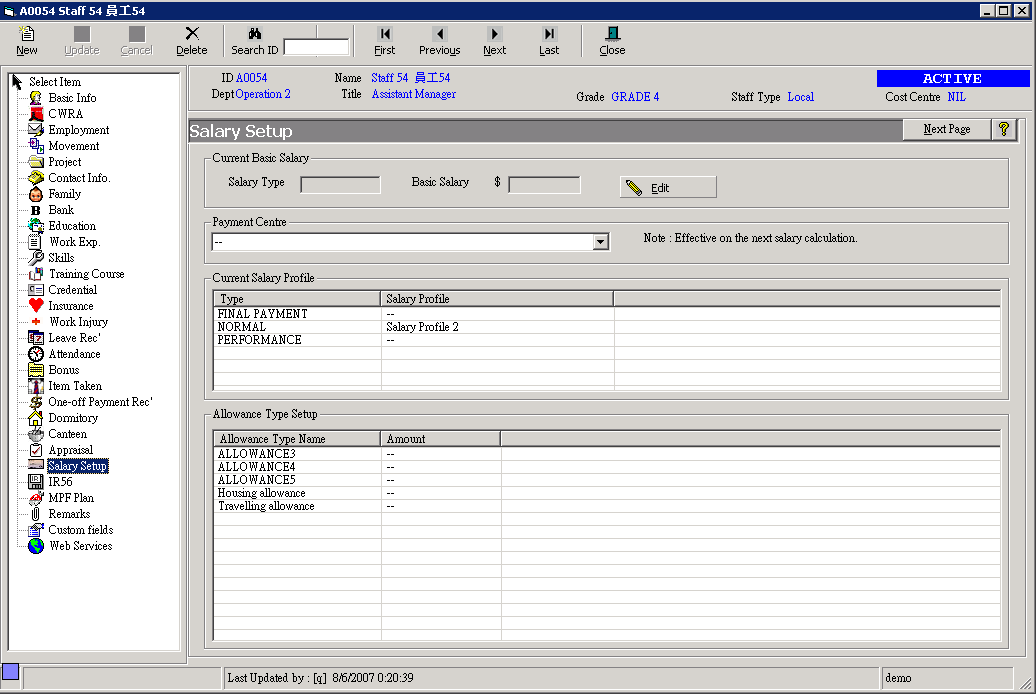 A0054 Staff 54 員工54
New Update Cancel Delete Search ID First Previous Next Last Close
Select Item
Basic Info
CWRA
Employment
Movement
Project
Contact Info.
Family
Bank
Education
Work Exp.
Skills
Training Course
Credential
Insurance
Work Injury
Leave Rec'
Attendance
Bonus
Item Taken
One-off Payment Rec'
Dormitory
Canteen
Appraisal
Salary Setup
IR56
MPF Plan
Remarks
Custom fields
Web Services
ID A0054 Name Staff 54 員工54 ACTIVE
Dept Operation 2 Title Assistant Manager Grade GRADE 4 Staff Type Local Cost Centre NIL
Salary Setup Next Page ?
Current Basic Salary
Salary Type Basic Salary $ Edit
Payment Centre
-- Note : Effective on the next salary calculation.
Current Salary Profile
Type Salary Profile
FINAL PAYMENT --
NORMAL Salary Profile 2
PERFORMANCE --
Allowance Type Setup
Allowance Type Name Amount
ALLOWANCE3 --
ALLOWANCE4 --
ALLOWANCE5 --
Housing allowance --
Travelling allowance --
Last Updated by : [q] 8/6/2007 0:20:39 demo